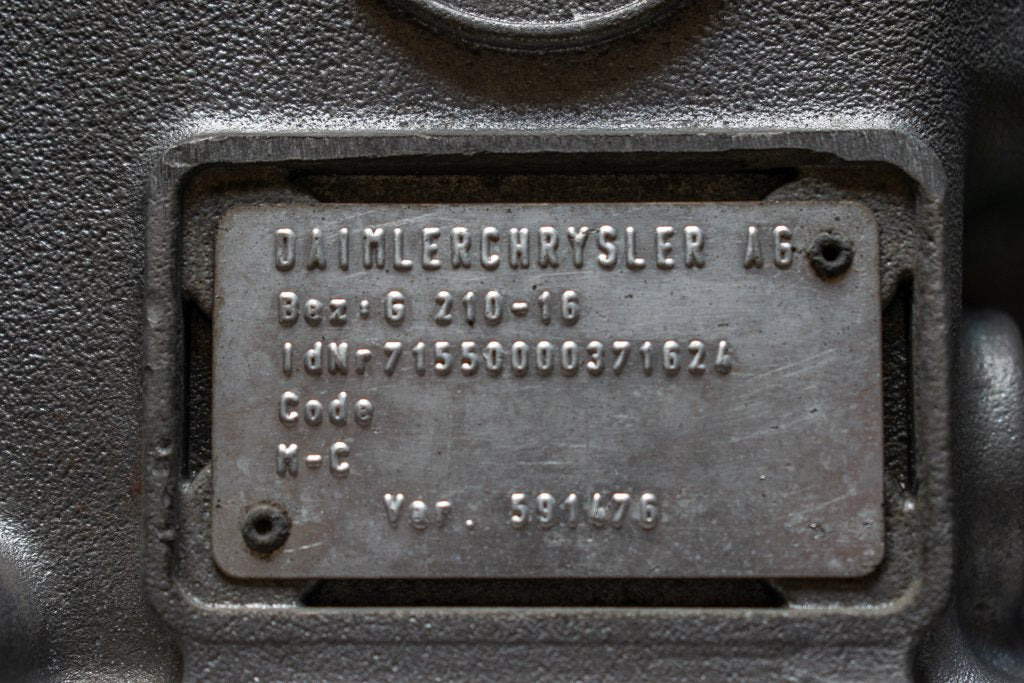 DAIMLERCHRYSLER AG
Bez:G 210-16
IdNr71550000371624
Code
M-C
Ver. 591476